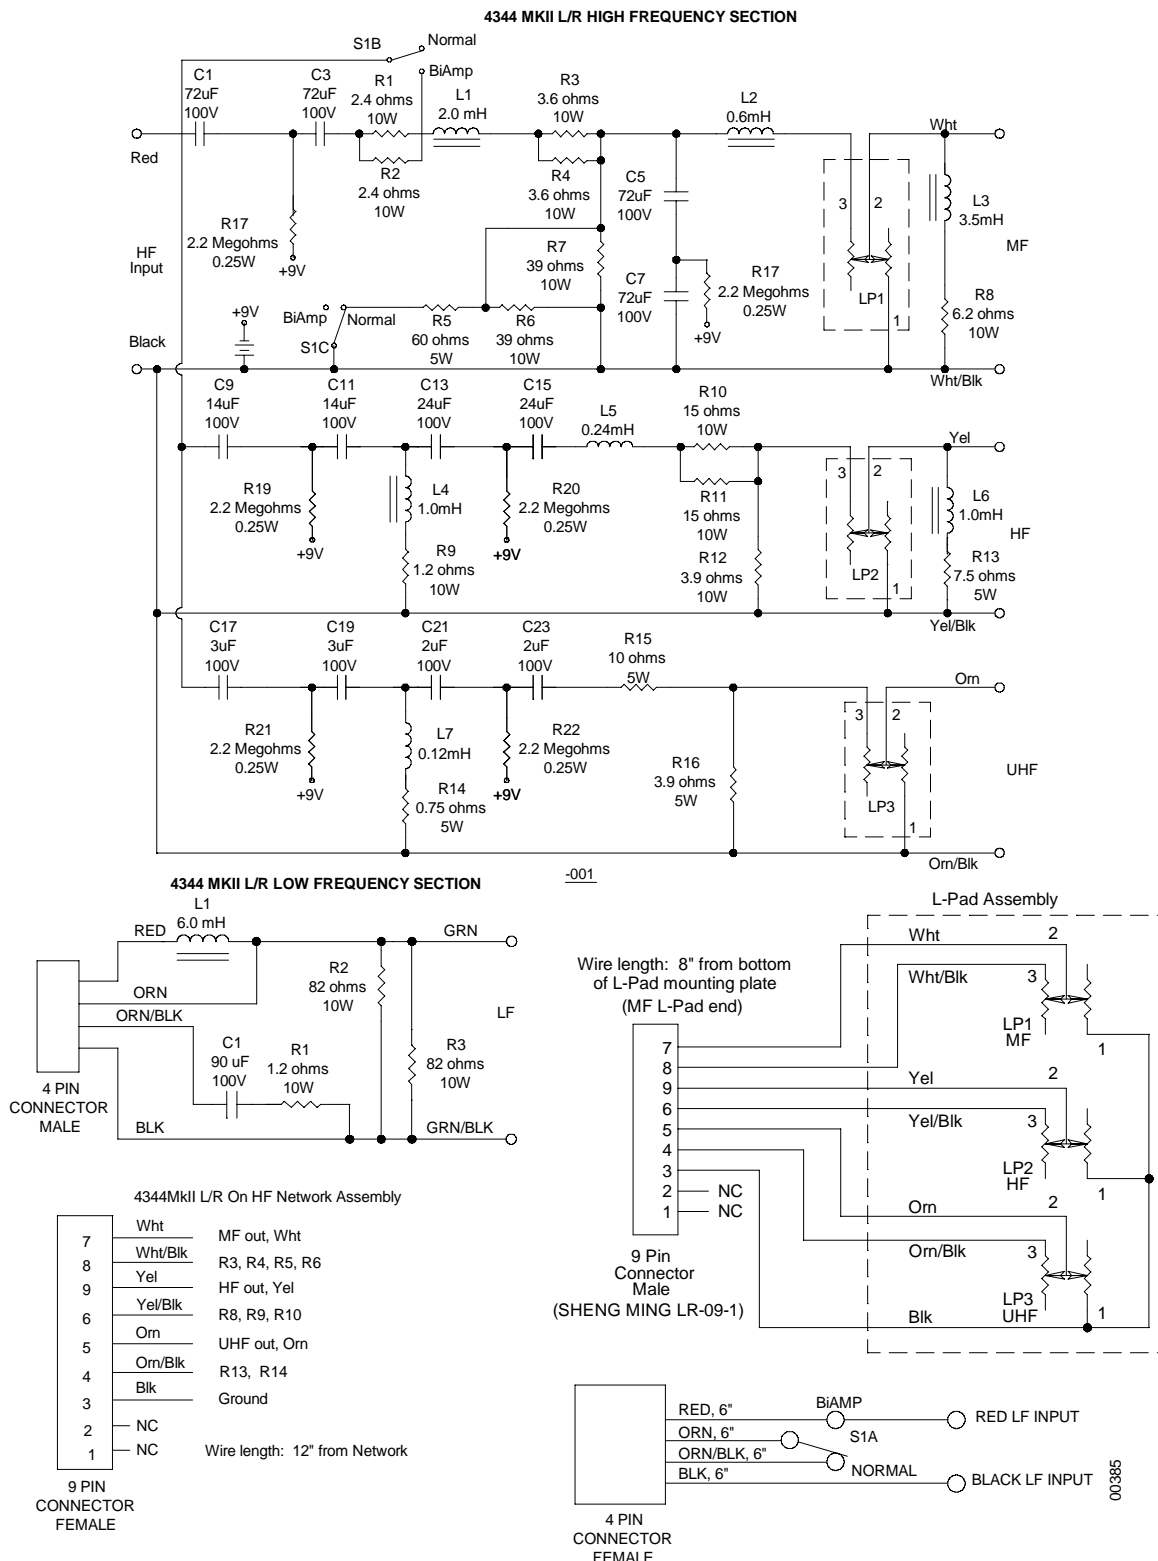 4344 MKII L/R HIGH FREQUENCY SECTION
S1B
Normal
BiAmp
C1
72uF
100V
C3
72uF
100V
R1
2.4 ohms
10W
L1
2.0 mH
R3
3.6 ohms
10W
L2
0.6mH
Wht
Red
R2
2.4 ohms
10W
R4
3.6 ohms
10W
C5
72uF
100V
3
2
L3
3.5mH
R17
2.2 Megohms
0.25W
+9V
HF
Input
R7
39 ohms
10W
R17
2.2 Megohms
0.25W
MF
C7
72uF
100V
+9V
LP1
1
R8
6.2 ohms
10W
+9V
BiAmp
Normal
S1C
R5
60 ohms
5W
R6
39 ohms
10W
Black
Wht/Blk
C9
14uF
100V
C11
14uF
100V
C13
24uF
100V
C15
24uF
100V
L5
0.24mH
R10
15 ohms
10W
Yel
R19
2.2 Megohms
0.25W
+9V
L4
1.0mH
R20
2.2 Megohms
0.25W
+9V
R11
15 ohms
10W
3
2
L6
1.0mH
HF
R9
1.2 ohms
10W
R12
3.9 ohms
10W
LP2
1
R13
7.5 ohms
5W
Yel/Blk
C17
3uF
100V
C19
3uF
100V
C21
2uF
100V
C23
2uF
100V
R15
10 ohms
5W
Orn
R21
2.2 Megohms
0.25W
+9V
L7
0.12mH
R22
2.2 Megohms
0.25W
+9V
3
2
R16
3.9 ohms
5W
UHF
R14
0.75 ohms
5W
LP3
1
Orn/Blk
-001
4344 MKII L/R LOW FREQUENCY SECTION
L1
6.0 mH
RED
GRN
ORN
ORN/BLK
R2
82 ohms
10W
LF
C1
90 uF
100V
R1
1.2 ohms
10W
R3
82 ohms
10W
4 PIN
CONNECTOR
MALE
BLK
GRN/BLK
L-Pad Assembly
Wire length: 8" from bottom
of L-Pad mounting plate
(MF L-Pad end)
Wht
2
Wht/Blk
3
LP1
MF
1
7
8
9
6
5
4
3
2
1
NC
NC
Yel
2
Yel/Blk
3
LP2
HF
1
Orn
2
Orn/Blk
3
LP3
UHF
1
Blk
9 Pin
Connector
Male
(SHENG MING LR-09-1)
4344MkII L/R On HF Network Assembly
7
Wht
MF out, Wht
8
Wht/Blk
R3, R4, R5, R6
9
Yel
HF out, Yel
6
Yel/Blk
R8, R9, R10
5
Orn
UHF out, Orn
4
Orn/Blk
R13, R14
3
Blk
Ground
2
NC
1
NC
Wire length: 12" from Network
9 PIN
CONNECTOR
FEMALE
RED, 6"
BiAMP
RED LF INPUT
ORN, 6"
S1A
ORN/BLK, 6"
NORMAL
BLK, 6"
BLACK LF INPUT
4 PIN
CONNECTOR
FEMALE
00385